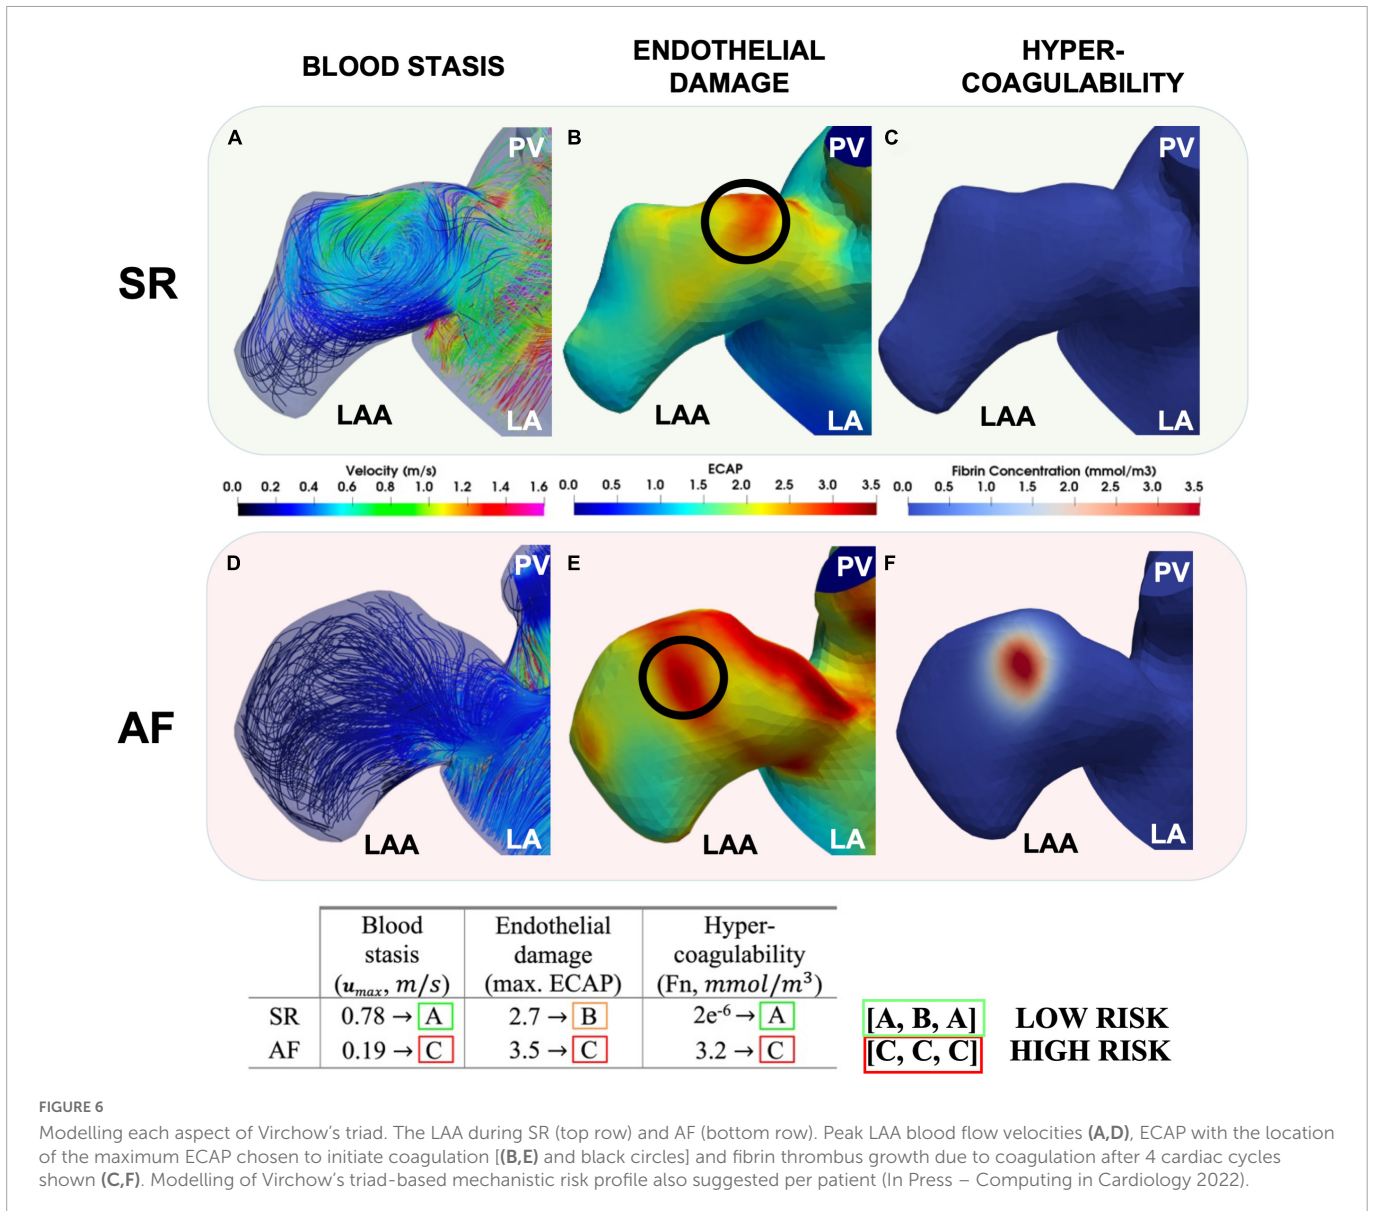 BLOOD STASIS
ENDOTHELIAL
DAMAGE
HYPER-
COAGULABILITY
SR
A
PV
LAA
LA
B
PV
LAA
LA
C
PV
LAA
LA
Velocity (m/s)
0.0 0.2 0.4 0.6 0.8 1.0 1.2 1.4 1.6
ECAP
0.0 0.5 1.0 1.5 2.0 2.5 3.0 3.5
Fibrin Concentration (mmol/m3)
0.0 0.5 1.0 1.5 2.0 2.5 3.0 3.5
AF
D
PV
LAA
LA
E
PV
LAA
LA
F
PV
LAA
LA
Blood stasis (u_max, m/s) Endothelial damage (max. ECAP) Hyper-coagulability (Fn, mmol/m³)
SR 0.78 → A 2.7 → B 2e⁻⁶ → A
AF 0.19 → C 3.5 → C 3.2 → C
[A, B, A] LOW RISK
[C, C, C] HIGH RISK
FIGURE 6
Modelling each aspect of Virchow's triad. The LAA during SR (top row) and AF (bottom row). Peak LAA blood flow velocities (A,D), ECAP with the location
of the maximum ECAP chosen to initiate coagulation [(B,E) and black circles] and fibrin thrombus growth due to coagulation after 4 cardiac cycles
shown (C,F). Modelling of Virchow's triad-based mechanistic risk profile also suggested per patient (In Press – Computing in Cardiology 2022).